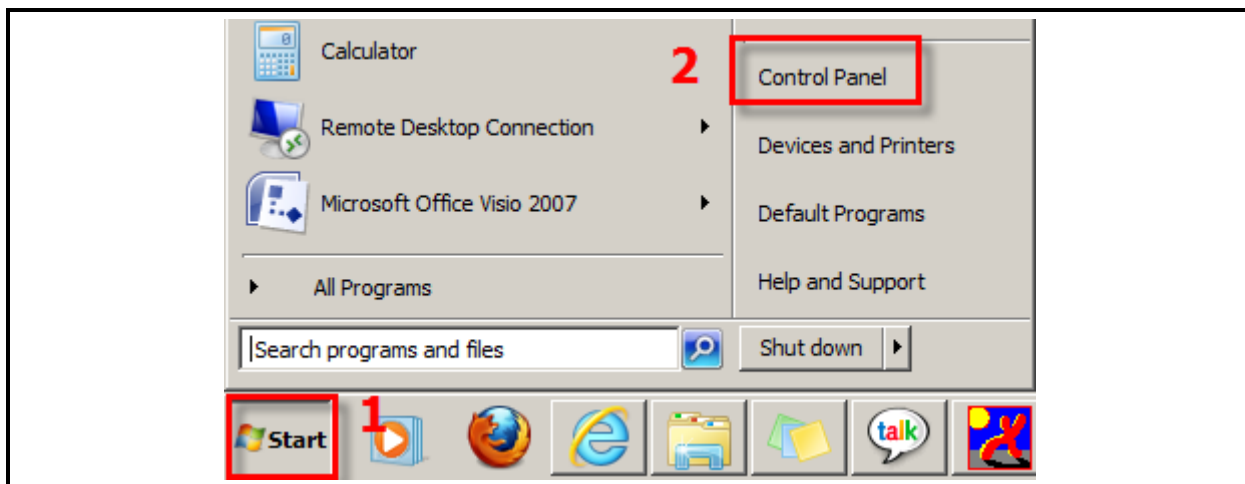 Calculator
Remote Desktop Connection
Microsoft Office Visio 2007
All Programs
Search programs and files
2
Control Panel
Devices and Printers
Default Programs
Help and Support
Shut down
Start
1
talk